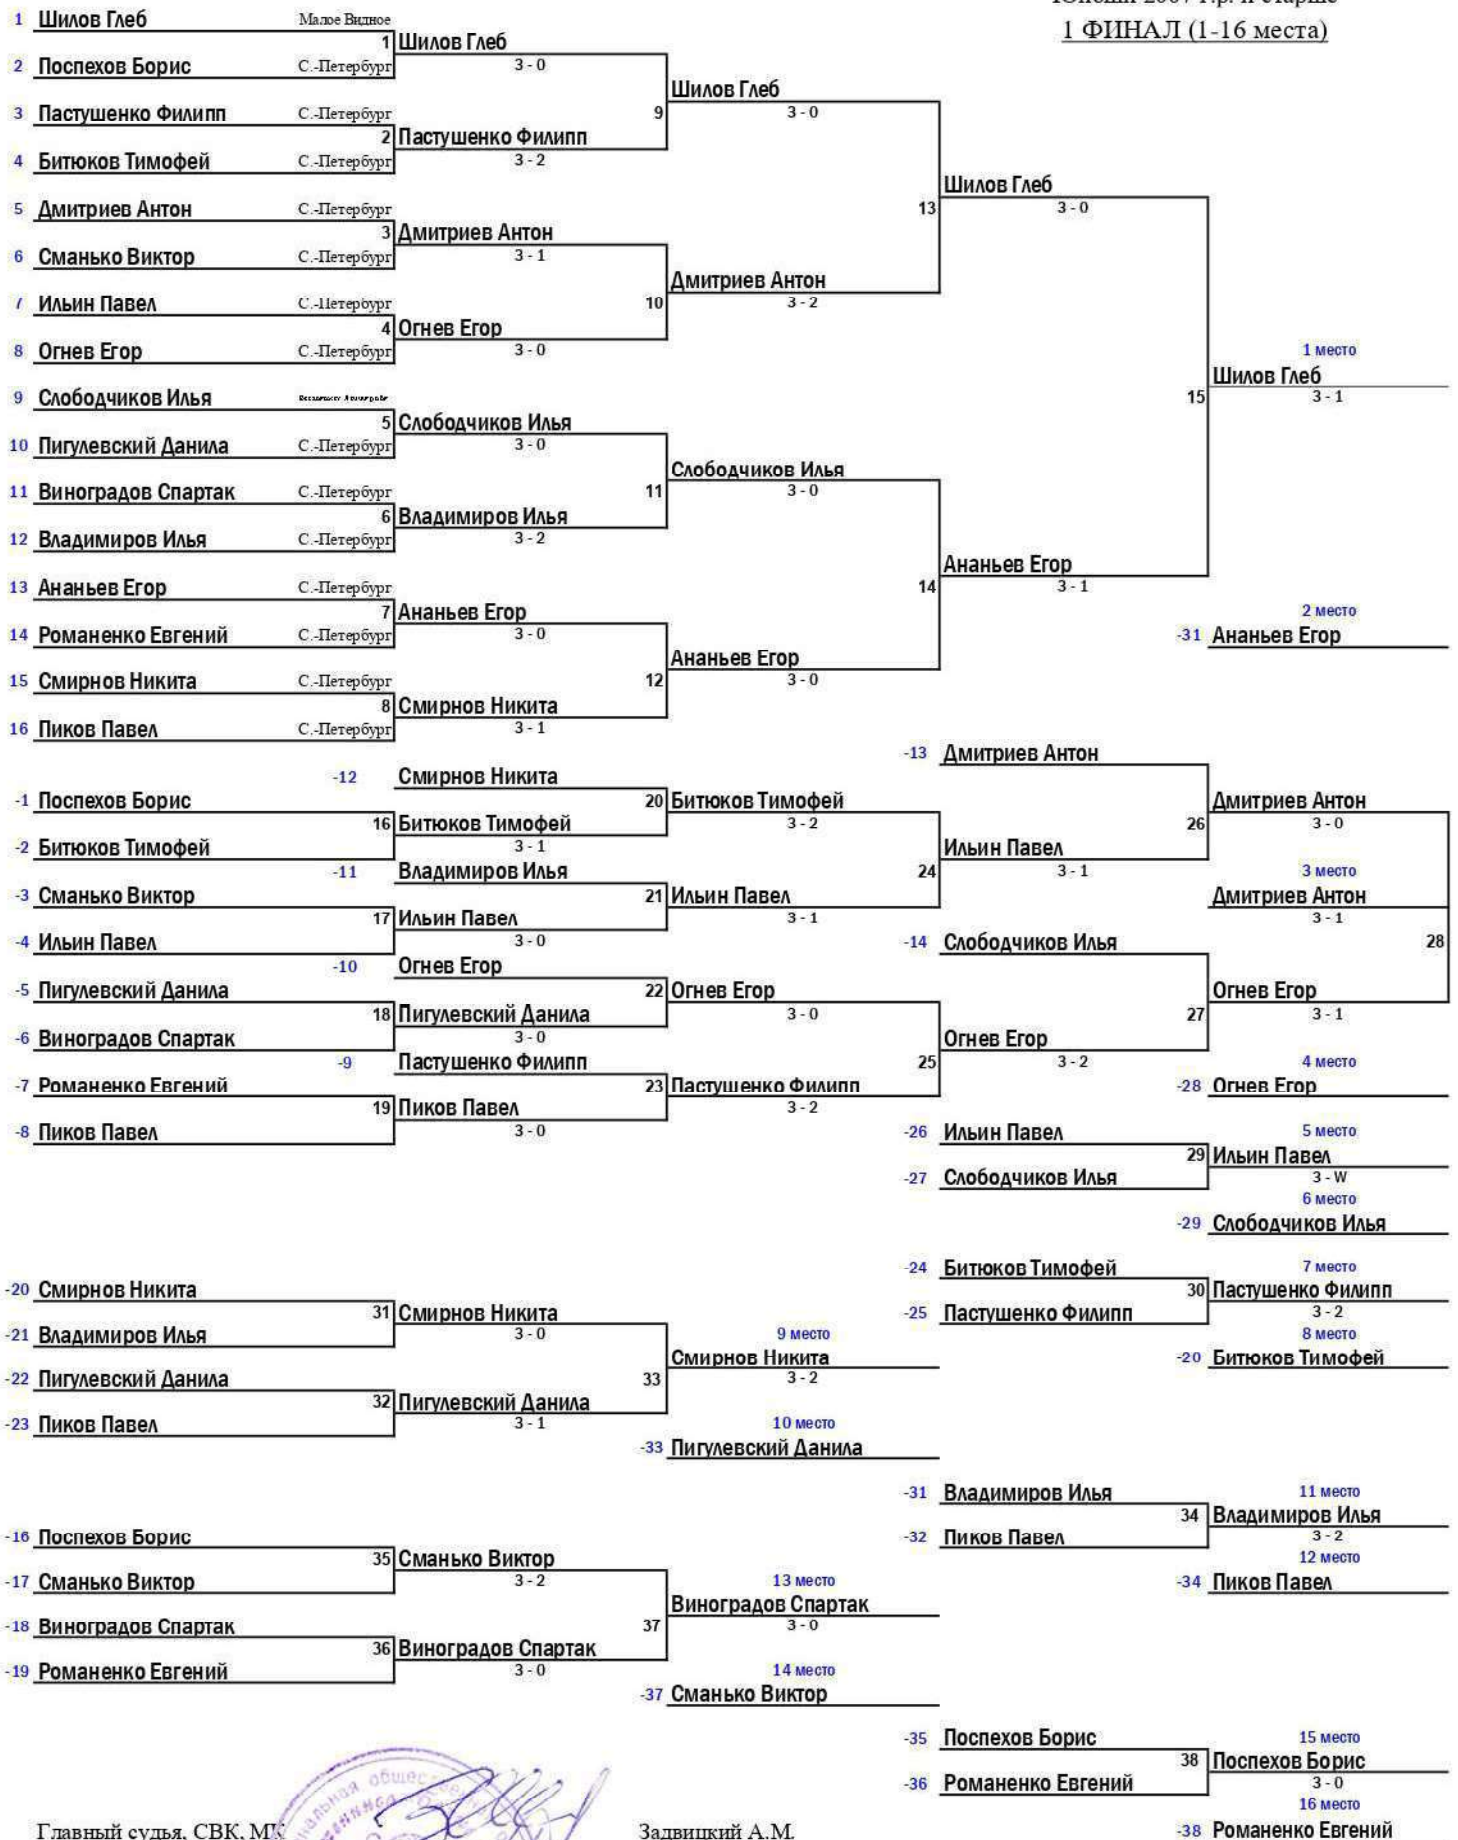 1 ФИНАЛ (1-16 места)
1 Шилов Глеб Малое Видное
1 Шилов Глеб
3 - 0
2 Поспехов Борис С.-Петербург
Шилов Глеб
3 - 0
9
3 Пастушенко Филипп С.-Петербург
2 Пастушенко Филипп
3 - 2
4 Битюков Тимофей С.-Петербург
Шилов Глеб
3 - 0
13
5 Дмитриев Антон С.-Петербург
3 Дмитриев Антон
3 - 1
6 Сманько Виктор С.-Петербург
Дмитриев Антон
3 - 2
10
7 Ильин Павел С.-Петербург
4 Огнев Егор
3 - 0
8 Огнев Егор С.-Петербург
1 место
Шилов Глеб
3 - 1
15
9 Слободчиков Илья
5 Слободчиков Илья
3 - 0
10 Пигулевский Данила С.-Петербург
Слободчиков Илья
3 - 0
11
11 Виноградов Спартак С.-Петербург
6 Владимиров Илья
3 - 2
12 Владимиров Илья С.-Петербург
Ананьев Егор
3 - 1
14
13 Ананьев Егор С.-Петербург
7 Ананьев Егор
3 - 0
2 место
-31 Ананьев Егор
14 Романенко Евгений С.-Петербург
Ананьев Егор
3 - 0
12
15 Смирнов Никита С.-Петербург
8 Смирнов Никита
3 - 1
16 Пиков Павел С.-Петербург
-13 Дмитриев Антон
-12 Смирнов Никита
-1 Поспехов Борис
20 Битюков Тимофей
3 - 2
Дмитриев Антон
3 - 0
26
16 Битюков Тимофей
3 - 1
-2 Битюков Тимофей
Ильин Павел
3 - 1
24
-11 Владимиров Илья
3 место
-3 Сманько Виктор
21 Ильин Павел
3 - 1
Дмитриев Антон
3 - 1
28
17 Ильин Павел
3 - 0
-4 Ильин Павел
-14 Слободчиков Илья
-10 Огнев Егор
-5 Пигулевский Данила
22 Огнев Егор
3 - 0
Огнев Егор
3 - 1
27
18 Пигулевский Данила
3 - 0
-6 Виноградов Спартак
Огнев Егор
3 - 2
25
-9 Пастушенко Филипп
4 место
-7 Романенко Евгений
23 Пастушенко Филипп
3 - 2
-28 Огнев Егор
19 Пиков Павел
3 - 0
-8 Пиков Павел
-26 Ильин Павел
5 место
29 Ильин Павел
3 - W
-27 Слободчиков Илья
6 место
-29 Слободчиков Илья
-24 Битюков Тимофей
7 место
30 Пастушенко Филипп
3 - 2
-25 Пастушенко Филипп
8 место
-20 Битюков Тимофей
-20 Смирнов Никита
31 Смирнов Никита
3 - 0
-21 Владимиров Илья
9 место
Смирнов Никита
3 - 2
33
-22 Пигулевский Данила
32 Пигулевский Данила
3 - 1
-23 Пиков Павел
10 место
-33 Пигулевский Данила
-31 Владимиров Илья
11 место
34 Владимиров Илья
3 - 2
-32 Пиков Павел
12 место
-34 Пиков Павел
-16 Поспехов Борис
35 Сманько Виктор
3 - 2
-17 Сманько Виктор
13 место
Виноградов Спартак
3 - 0
37
-18 Виноградов Спартак
36 Виноградов Спартак
3 - 0
-19 Романенко Евгений
14 место
-37 Сманько Виктор
-35 Поспехов Борис
15 место
38 Поспехов Борис
3 - 0
-36 Романенко Евгений
16 место
-38 Романенко Евгений
Главный судья, СВК, МК Задвицкий А.М.